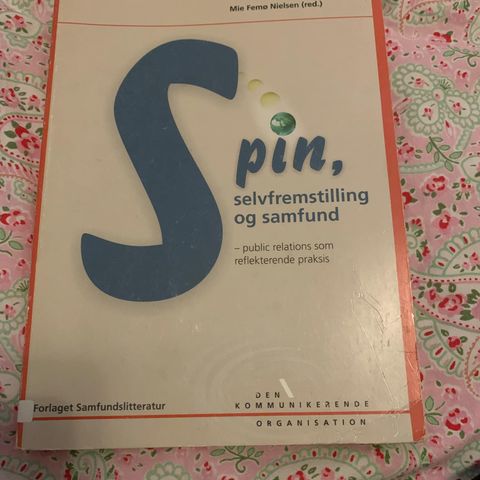 Mie Femø Nielsen (red.)
Spin,
selvfremstilling
og samfund
– public relations som
reflekterende praksis
Forlaget Samfundslitteratur
DEN
KOMMUNIKERENDE
ORGANISATION